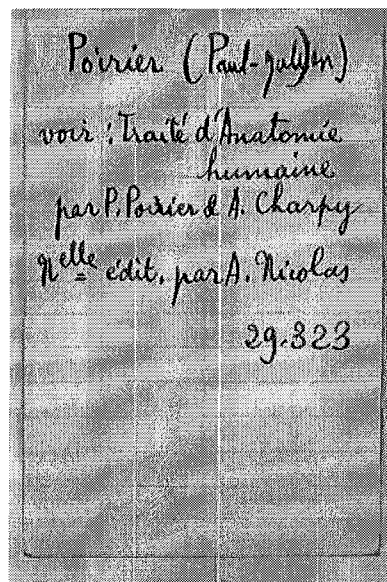 Poirier (Paul-Julien)
voir : Traité d'Anatomie
humaine
par P. Poirier & A. Charpy
Nelle édit. par A. Nicolas
29.323